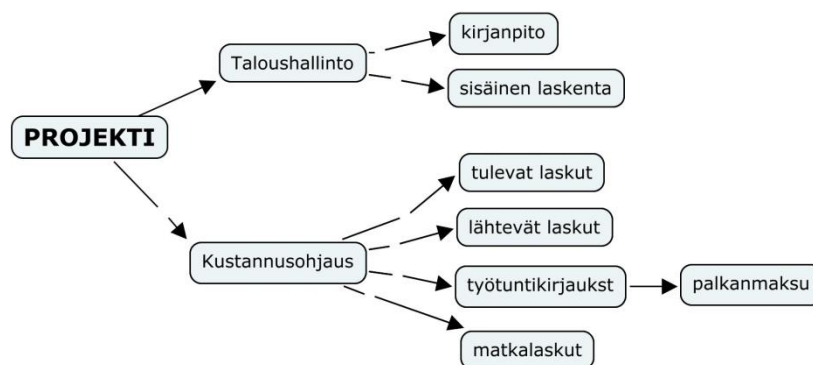 kirjanpito
Taloushallinto
sisäinen laskenta
PROJEKTI
tulevat laskut
lähtevät laskut
Kustannusohjaus
työtuntikirjaukst
palkanmaksu
matkalaskut